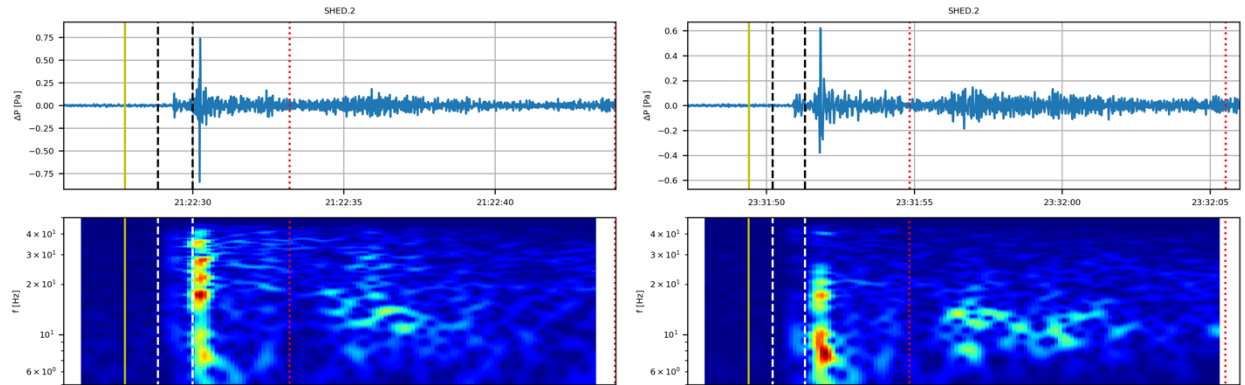 SHED.2
ΔP [Pa]
0.75
0.50
0.25
0.00
−0.25
−0.50
−0.75
21:22:30
21:22:35
21:22:40
f [Hz]
4 × 10¹
3 × 10¹
2 × 10¹
10¹
6 × 10⁰
SHED.2
ΔP [Pa]
0.6
0.4
0.2
0.0
−0.2
−0.4
−0.6
23:31:50
23:31:55
23:32:00
23:32:05
f [Hz]
4 × 10¹
3 × 10¹
2 × 10¹
10¹
6 × 10⁰